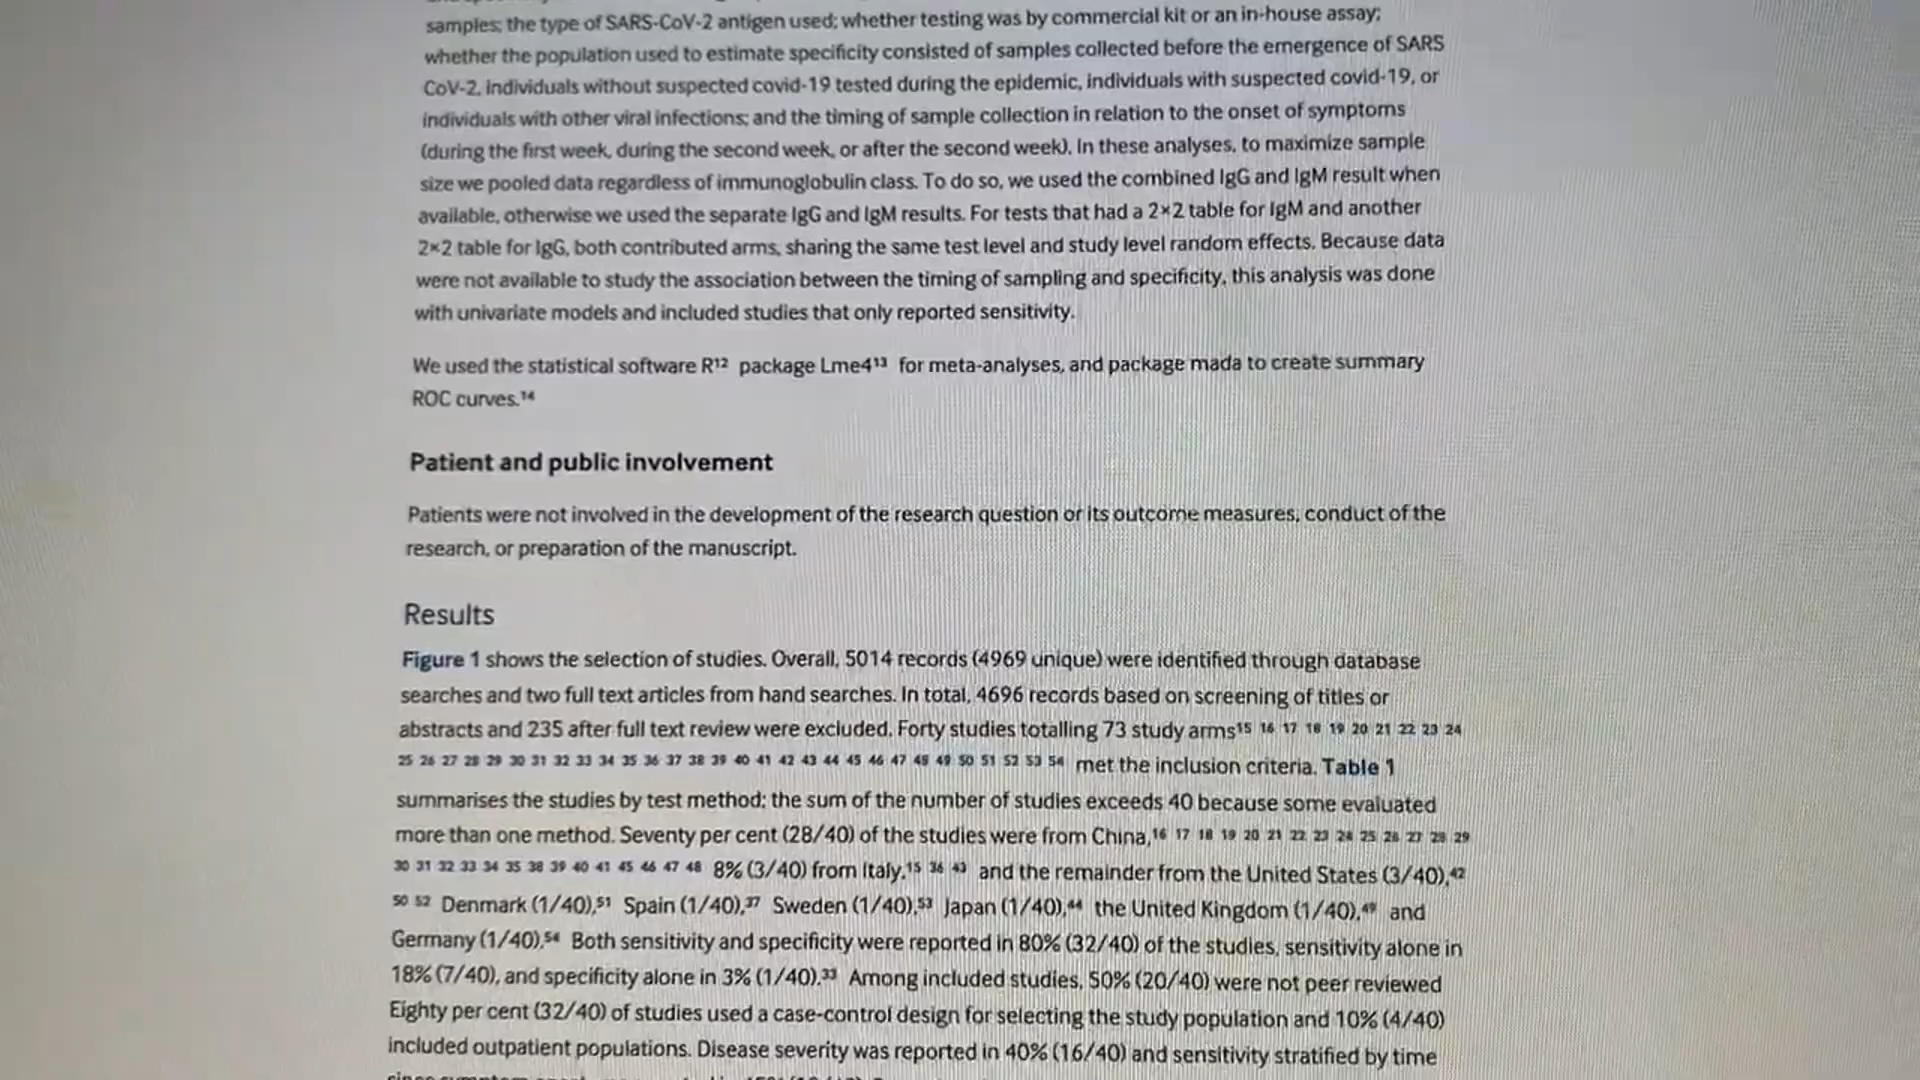 samples; the type of SARS-CoV-2 antigen used; whether testing was by commercial kit or an in-house assay;
whether the population used to estimate specificity consisted of samples collected before the emergence of SARS
CoV-2, individuals without suspected covid-19 tested during the epidemic, individuals with suspected covid-19, or
individuals with other viral infections; and the timing of sample collection in relation to the onset of symptoms
(during the first week, during the second week, or after the second week). In these analyses, to maximize sample
size we pooled data regardless of immunoglobulin class. To do so, we used the combined IgG and IgM result when
available, otherwise we used the separate IgG and IgM results. For tests that had a 2×2 table for IgM and another
2×2 table for IgG, both contributed arms, sharing the same test level and study level random effects. Because data
were not available to study the association between the timing of sampling and specificity, this analysis was done
with univariate models and included studies that only reported sensitivity.
We used the statistical software R12 package Lme413 for meta-analyses, and package mada to create summary
ROC curves.14
Patient and public involvement
Patients were not involved in the development of the research question or its outcome measures, conduct of the
research, or preparation of the manuscript.
Results
Figure 1 shows the selection of studies. Overall, 5014 records (4969 unique) were identified through database
searches and two full text articles from hand searches. In total, 4696 records based on screening of titles or
abstracts and 235 after full text review were excluded. Forty studies totalling 73 study arms15 16 17 18 19 20 21 22 23 24
25 26 27 28 29 30 31 32 33 34 35 36 37 38 39 40 41 42 43 44 45 46 47 48 49 50 51 52 53 54 met the inclusion criteria. Table 1
summarises the studies by test method; the sum of the number of studies exceeds 40 because some evaluated
more than one method. Seventy per cent (28/40) of the studies were from China,16 17 18 19 20 21 22 23 24 25 26 27 28 29
30 31 32 33 34 35 38 39 40 41 45 46 47 48 8% (3/40) from Italy,15 36 43 and the remainder from the United States (3/40),42
50 52 Denmark (1/40),51 Spain (1/40),37 Sweden (1/40),53 Japan (1/40),44 the United Kingdom (1/40),49 and
Germany (1/40).54 Both sensitivity and specificity were reported in 80% (32/40) of the studies, sensitivity alone in
18% (7/40), and specificity alone in 3% (1/40).33 Among included studies, 50% (20/40) were not peer reviewed
Eighty per cent (32/40) of studies used a case-control design for selecting the study population and 10% (4/40)
included outpatient populations. Disease severity was reported in 40% (16/40) and sensitivity stratified by time